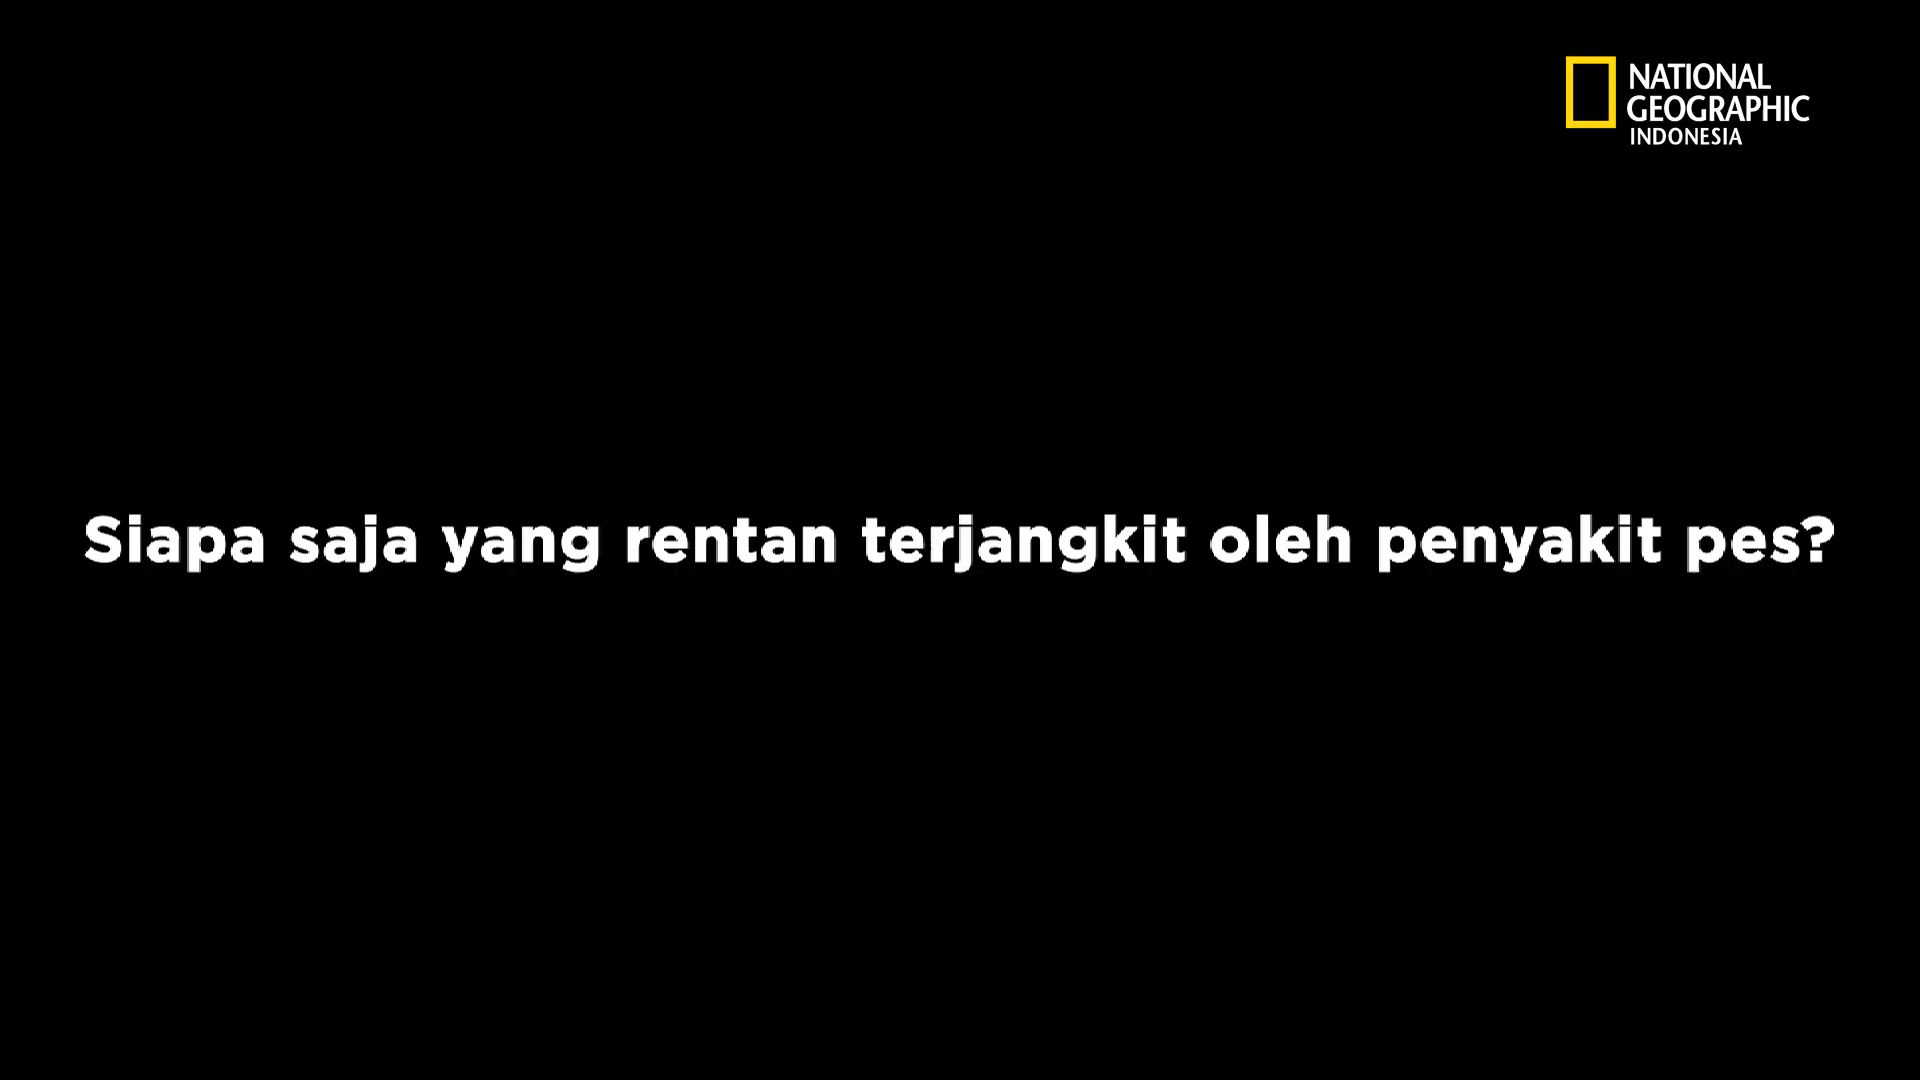 NATIONAL
GEOGRAPHIC
INDONESIA
Siapa saja yang rentan terjangkit oleh penyakit pes?